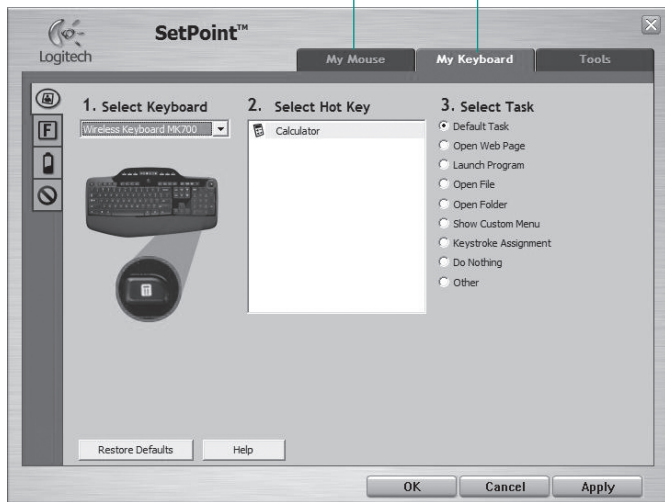 SetPoint™
Logitech
My Mouse
My Keyboard
Tools
1. Select Keyboard
Wireless Keyboard MK700
2. Select Hot Key
Calculator
3. Select Task
Default Task
Open Web Page
Launch Program
Open File
Open Folder
Show Custom Menu
Keystroke Assignment
Do Nothing
Other
F
Restore Defaults
Help
OK
Cancel
Apply